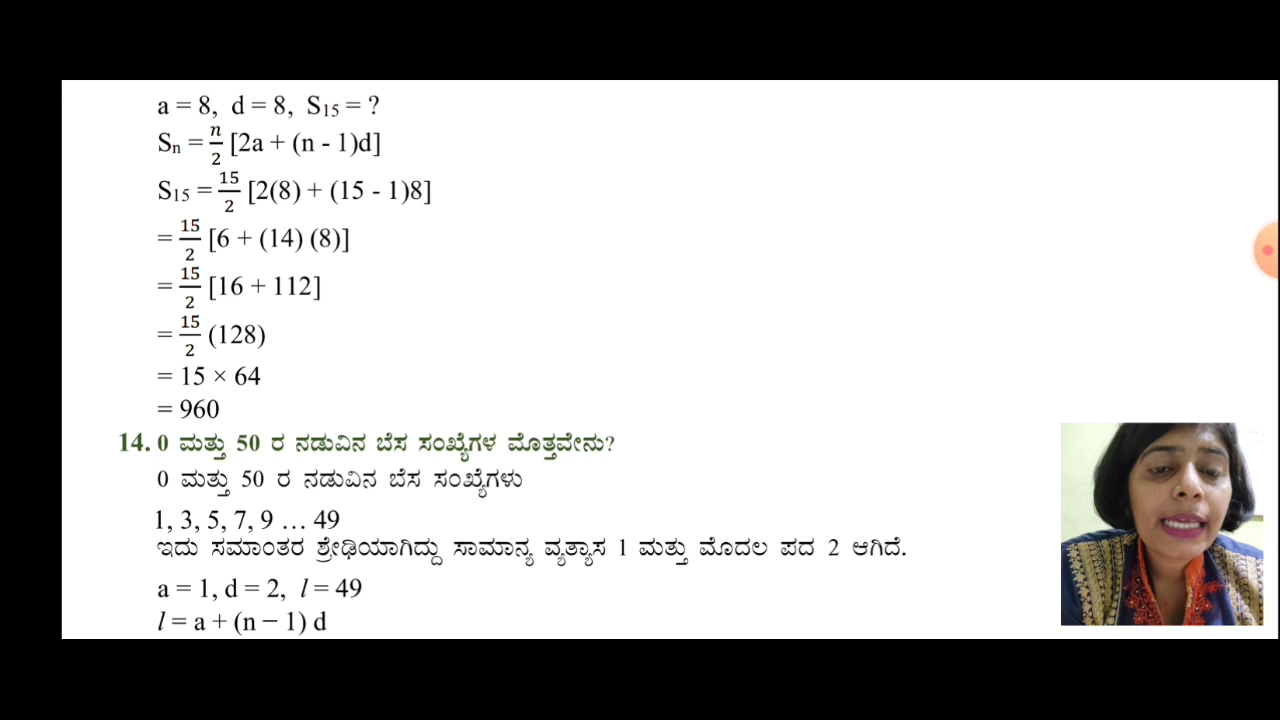 a = 8, d = 8, S₁₅ = ?
Sₙ = n/2 [2a + (n - 1)d]
S₁₅ = 15/2 [2(8) + (15 - 1)8]
= 15/2 [6 + (14) (8)]
= 15/2 [16 + 112]
= 15/2 (128)
= 15 × 64
= 960
14. 0 ಮತ್ತು 50 ರ ನಡುವಿನ ಬೆಸ ಸಂಖ್ಯೆಗಳ ಮೊತ್ತವೇನು?
0 ಮತ್ತು 50 ರ ನಡುವಿನ ಬೆಸ ಸಂಖ್ಯೆಗಳು
1, 3, 5, 7, 9 … 49
ಇದು ಸಮಾಂತರ ಶ್ರೇಢಿಯಾಗಿದ್ದು ಸಾಮಾನ್ಯ ವ್ಯತ್ಯಾಸ 1 ಮತ್ತು ಮೊದಲ ಪದ 2 ಆಗಿದೆ.
a = 1, d = 2, l = 49
l = a + (n − 1) d